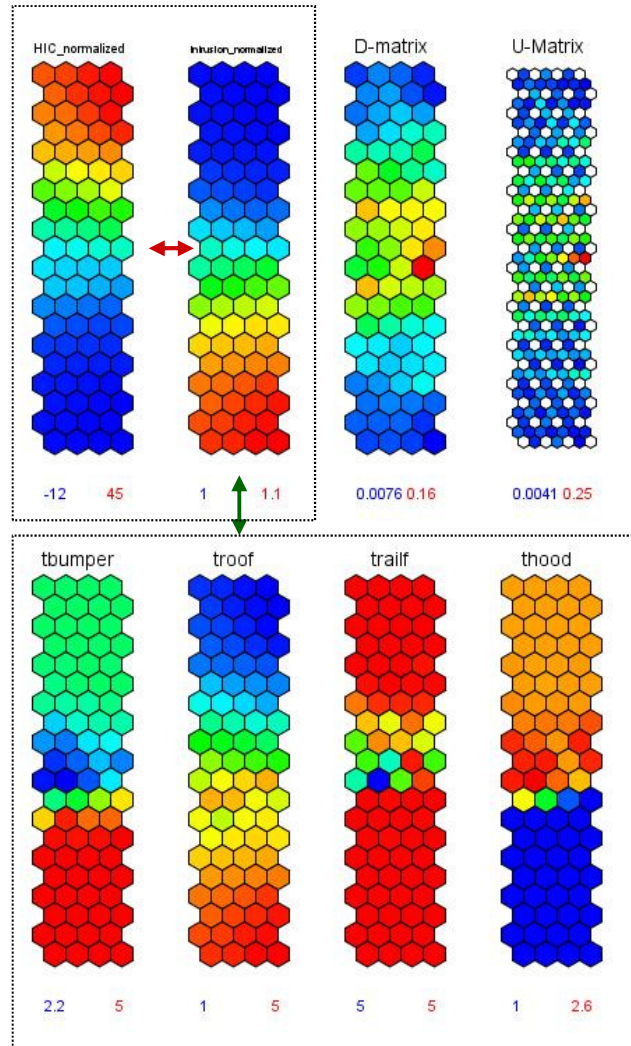 HIC_normalized Intrusion_normalized D-matrix U-Matrix
-12 45 1 1.1 0.0076 0.16 0.0041 0.25
tbumper troof trailf thood
2.2 5 1 5 5 5 1 2.6